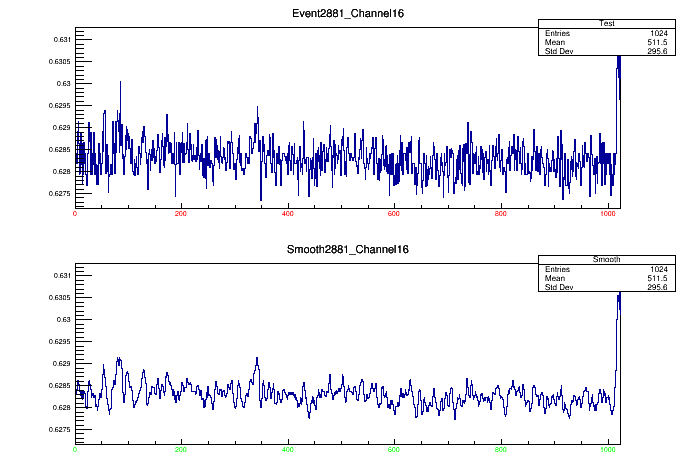 Event2881_Channel16
Test
Entries 1024
Mean 511.5
Std Dev 295.6
0.631
0.6305
0.63
0.6295
0.629
0.6285
0.628
0.6275
0 200 400 600 800 1000
Smooth2881_Channel16
Smooth
Entries 1024
Mean 511.5
Std Dev 295.6
0.631
0.6305
0.63
0.6295
0.629
0.6285
0.628
0.6275
0 200 400 600 800 1000